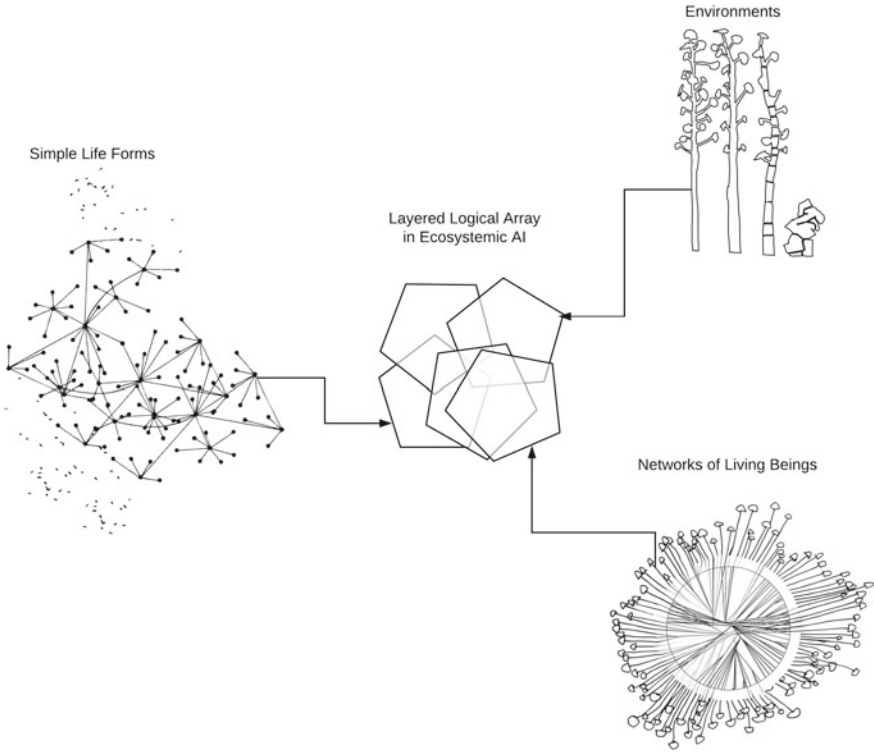 Environments
Simple Life Forms
Layered Logical Array
in Ecosystemic AI
Networks of Living Beings